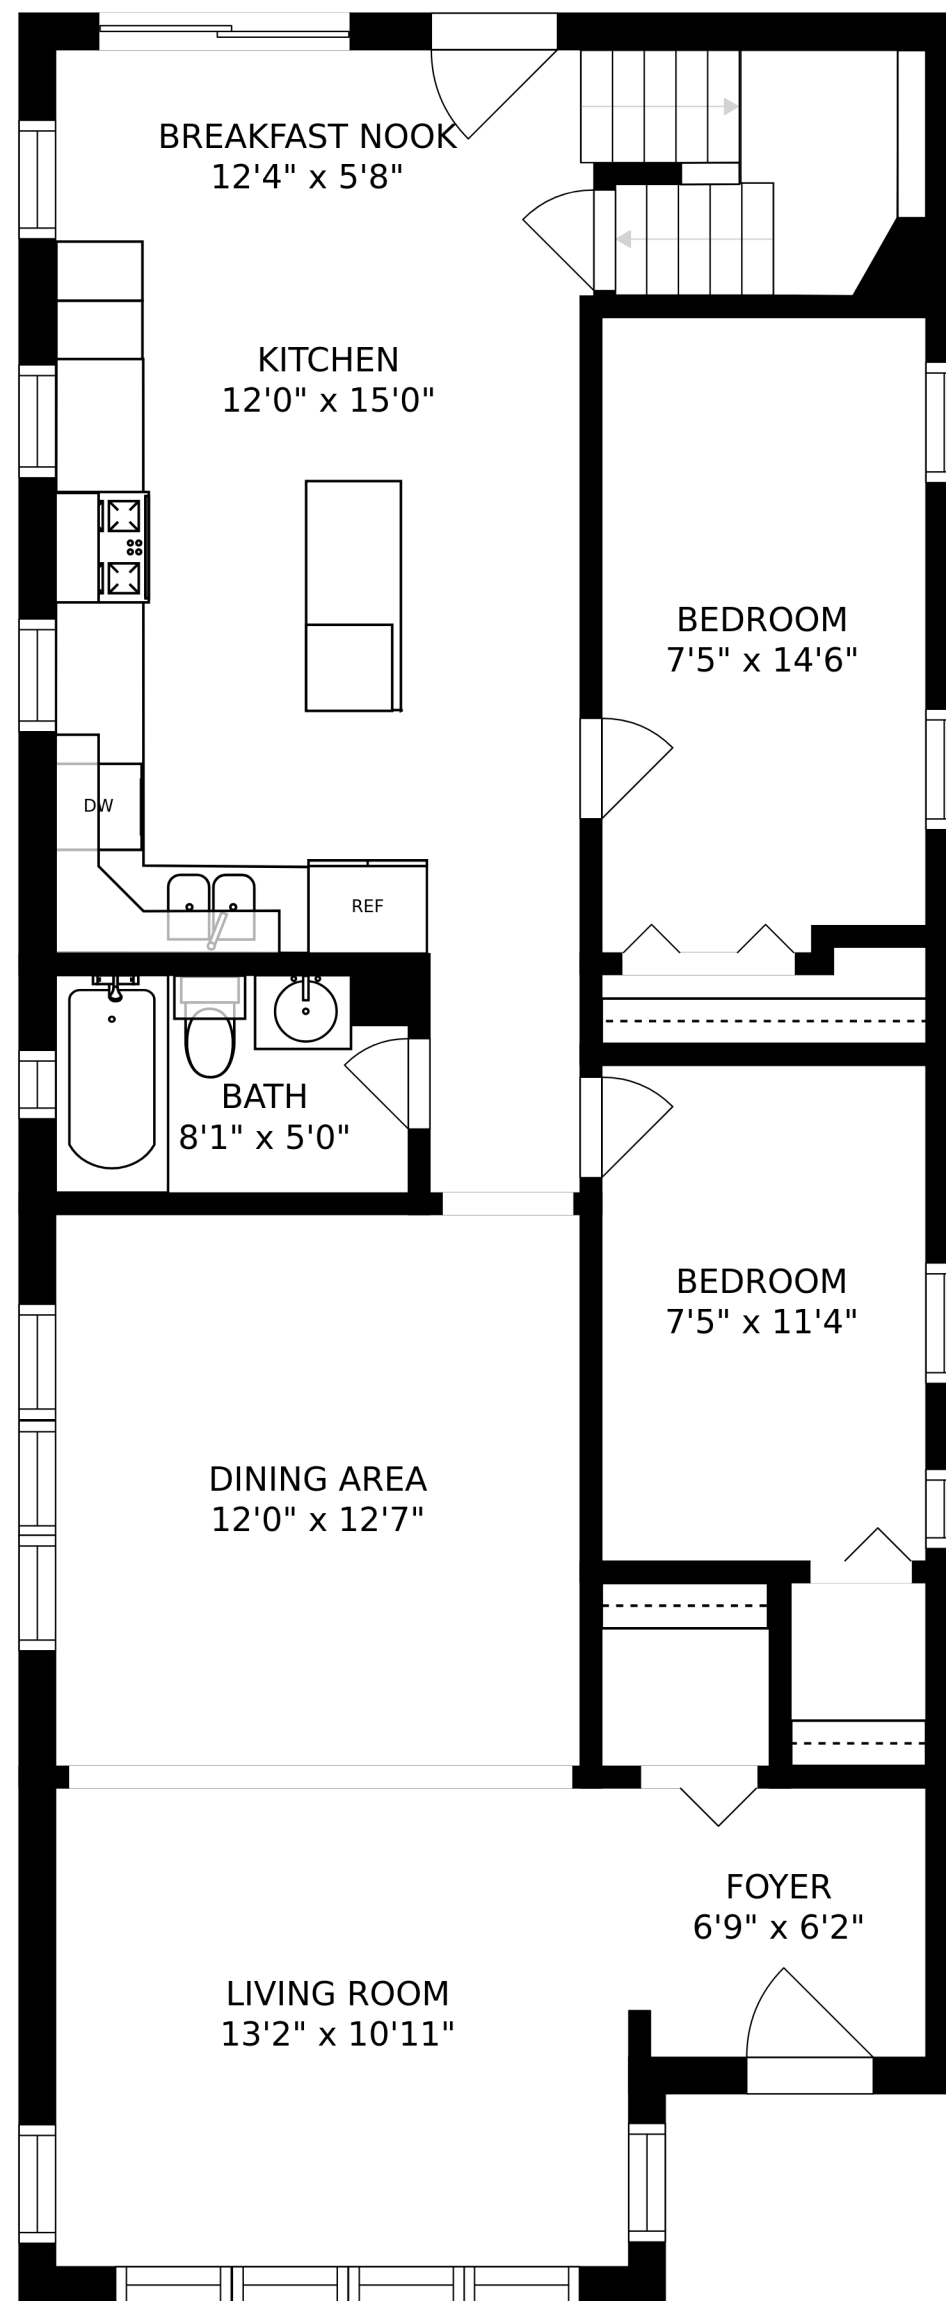 BREAKFAST NOOK
12'4" x 5'8"
KITCHEN
12'0" x 15'0"
BEDROOM
7'5" x 14'6"
DW
REF
BATH
8'1" x 5'0"
BEDROOM
7'5" x 11'4"
DINING AREA
12'0" x 12'7"
FOYER
6'9" x 6'2"
LIVING ROOM
13'2" x 10'11"